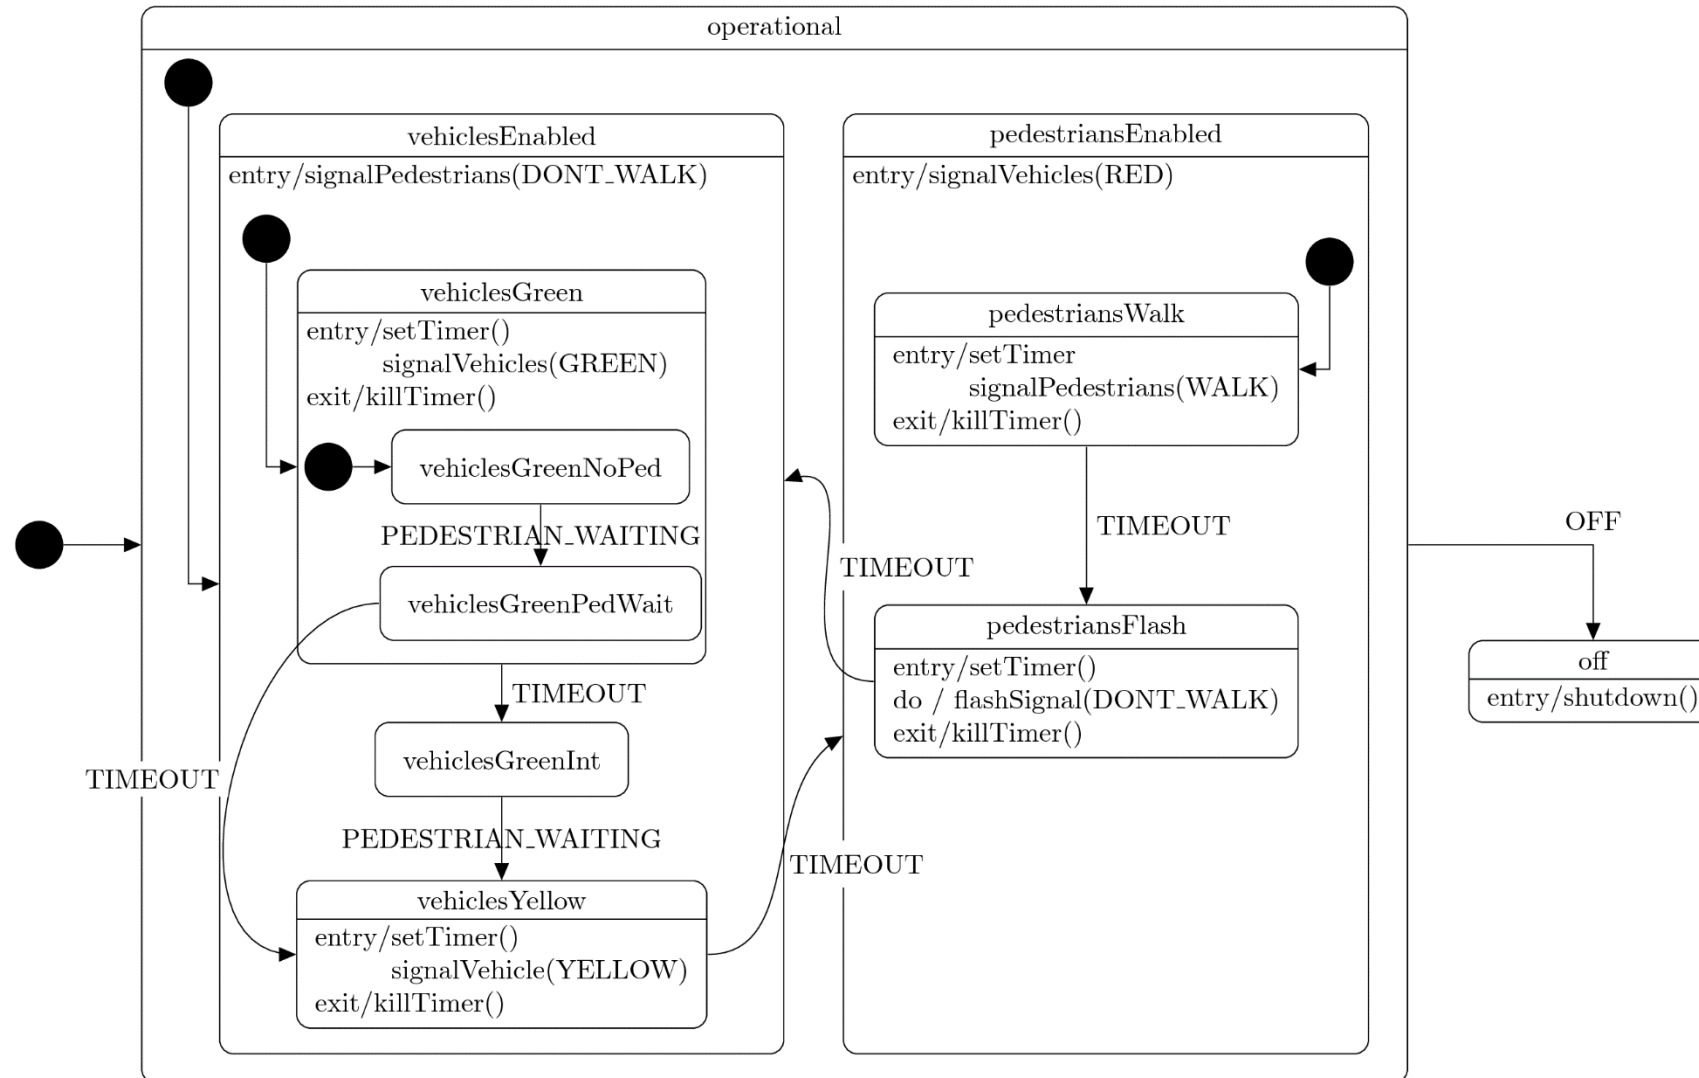 operational
vehiclesEnabled
entry/signalPedestrians(DONT_WALK)
vehiclesGreen
entry/setTimer()
signalVehicles(GREEN)
exit/killTimer()
vehiclesGreenNoPed
PEDESTRIAN_WAITING
vehiclesGreenPedWait
TIMEOUT
vehiclesGreenInt
TIMEOUT
PEDESTRIAN_WAITING
vehiclesYellow
entry/setTimer()
signalVehicle(YELLOW)
exit/killTimer()
pedestriansEnabled
entry/signalVehicles(RED)
pedestriansWalk
entry/setTimer
signalPedestrians(WALK)
exit/killTimer()
TIMEOUT
TIMEOUT
pedestriansFlash
entry/setTimer()
do / flashSignal(DONT_WALK)
exit/killTimer()
TIMEOUT
OFF
off
entry/shutdown()